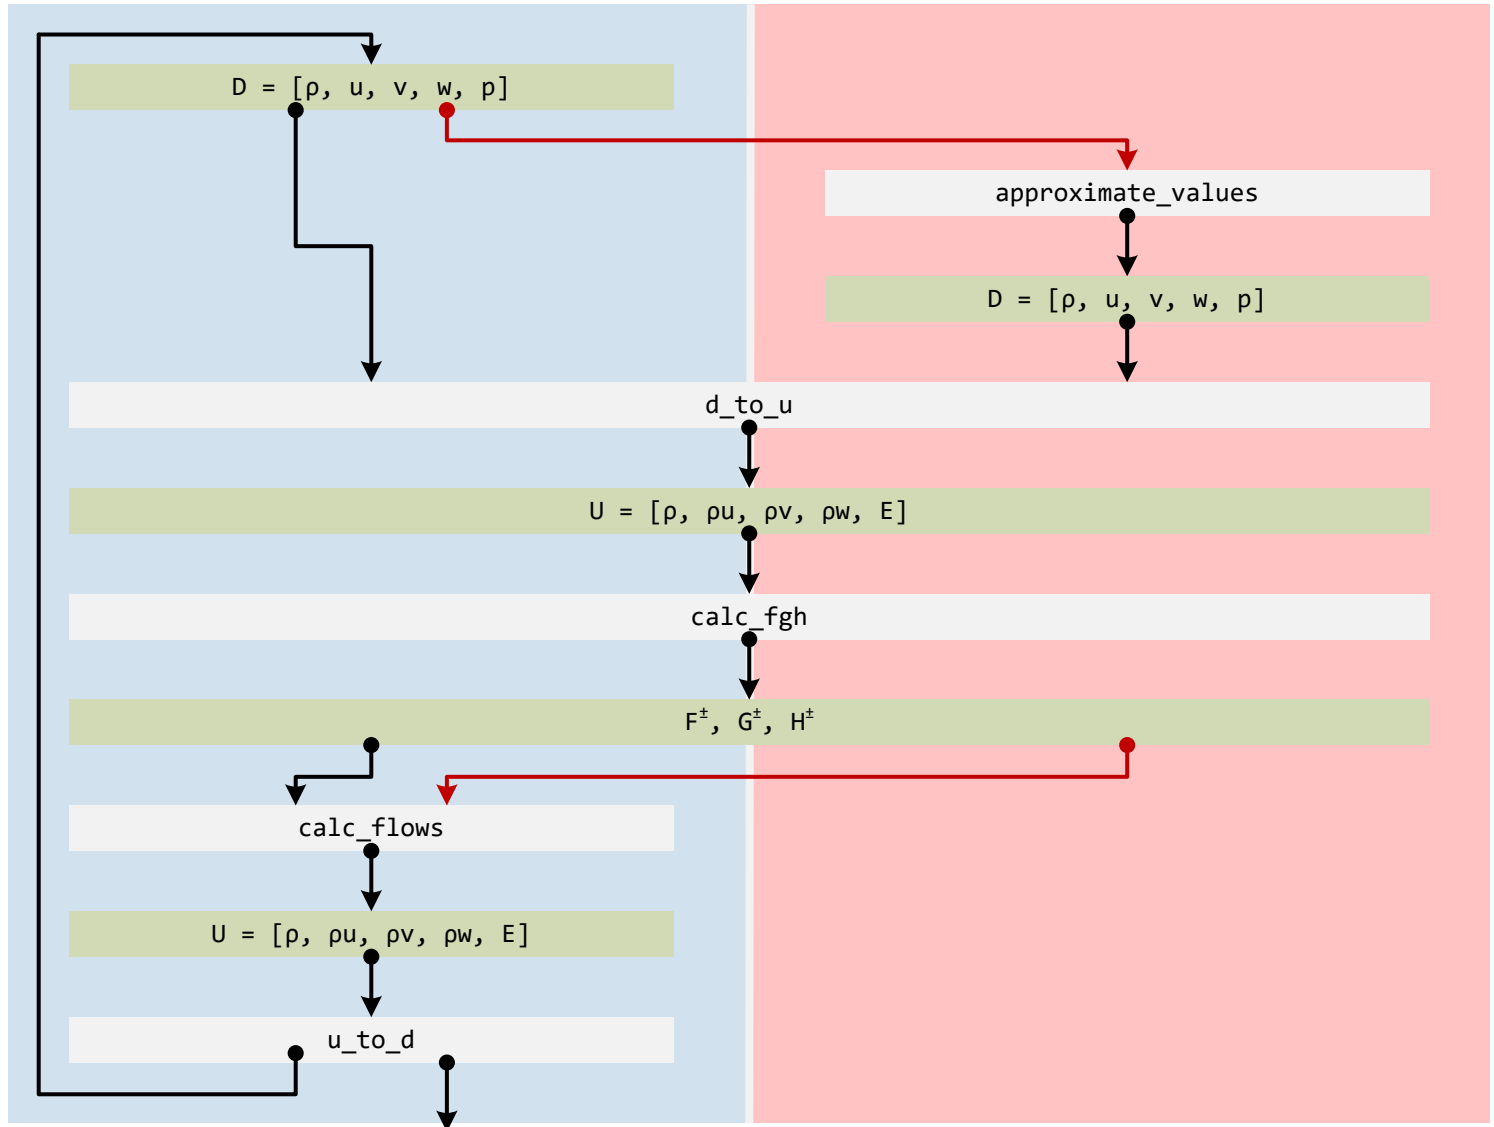 D = [ρ, u, v, w, p]
approximate_values
D = [ρ, u, v, w, p]
d_to_u
U = [ρ, ρu, ρv, ρw, E]
calc_fgh
F±, G±, H±
calc_flows
U = [ρ, ρu, ρv, ρw, E]
u_to_d